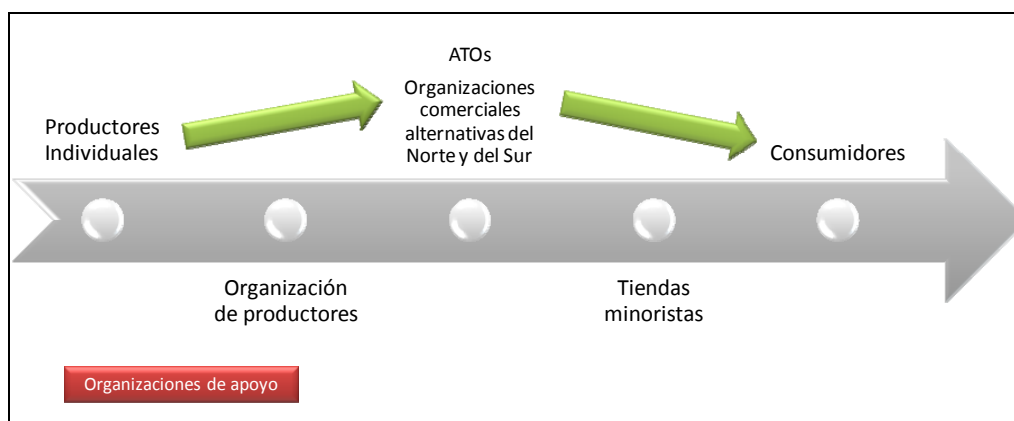 ATOs
Productores
Individuales
Organizaciones
comerciales
alternativas del
Norte y del Sur
Consumidores
Organización
de productores
Tiendas
minoristas
Organizaciones de apoyo